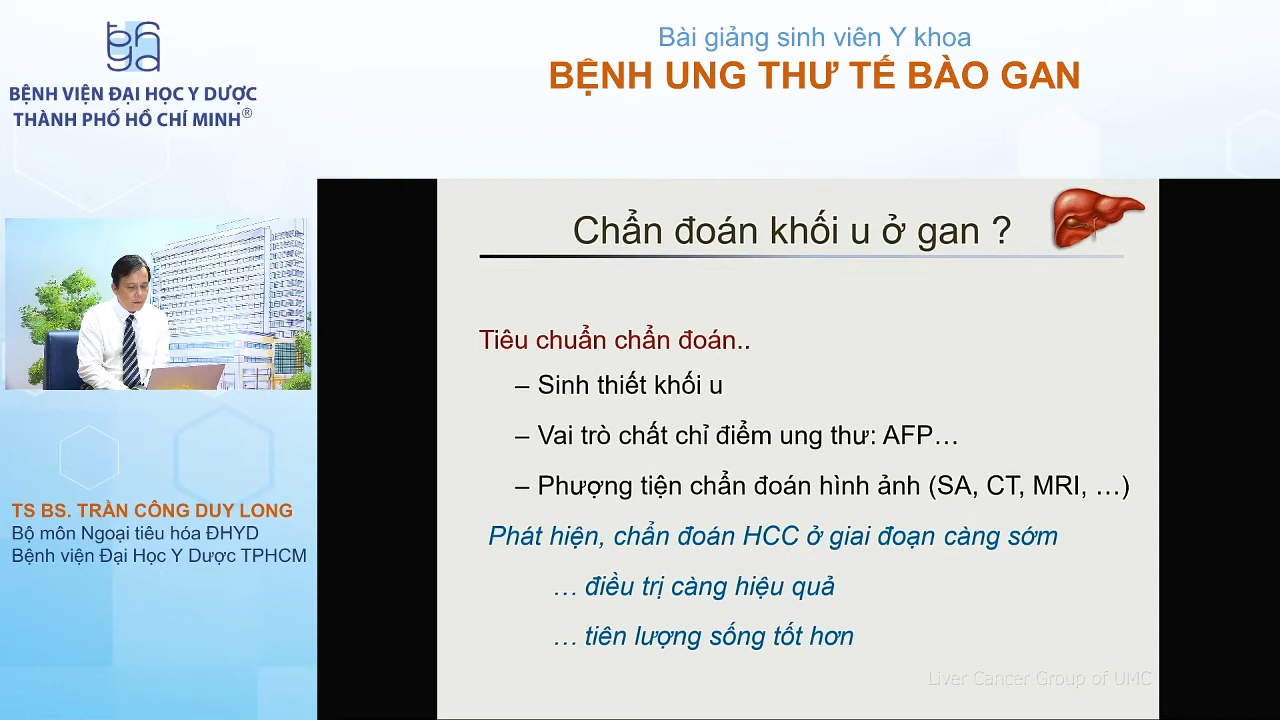 Bài giảng sinh viên Y khoa
BỆNH UNG THƯ TẾ BÀO GAN
BỆNH VIỆN ĐẠI HỌC Y DƯỢC
THÀNH PHỐ HỒ CHÍ MINH®
Chẩn đoán khối u ở gan ?
Tiêu chuẩn chẩn đoán..
– Sinh thiết khối u
– Vai trò chất chỉ điểm ung thư: AFP…
– Phượng tiện chẩn đoán hình ảnh (SA, CT, MRI, …)
Phát hiện, chẩn đoán HCC ở giai đoạn càng sớm
… điều trị càng hiệu quả
… tiên lượng sống tốt hơn
Liver Cancer Group of UMC
TS BS. TRẦN CÔNG DUY LONG
Bộ môn Ngoại tiêu hóa ĐHYD
Bệnh viện Đại Học Y Dược TPHCM